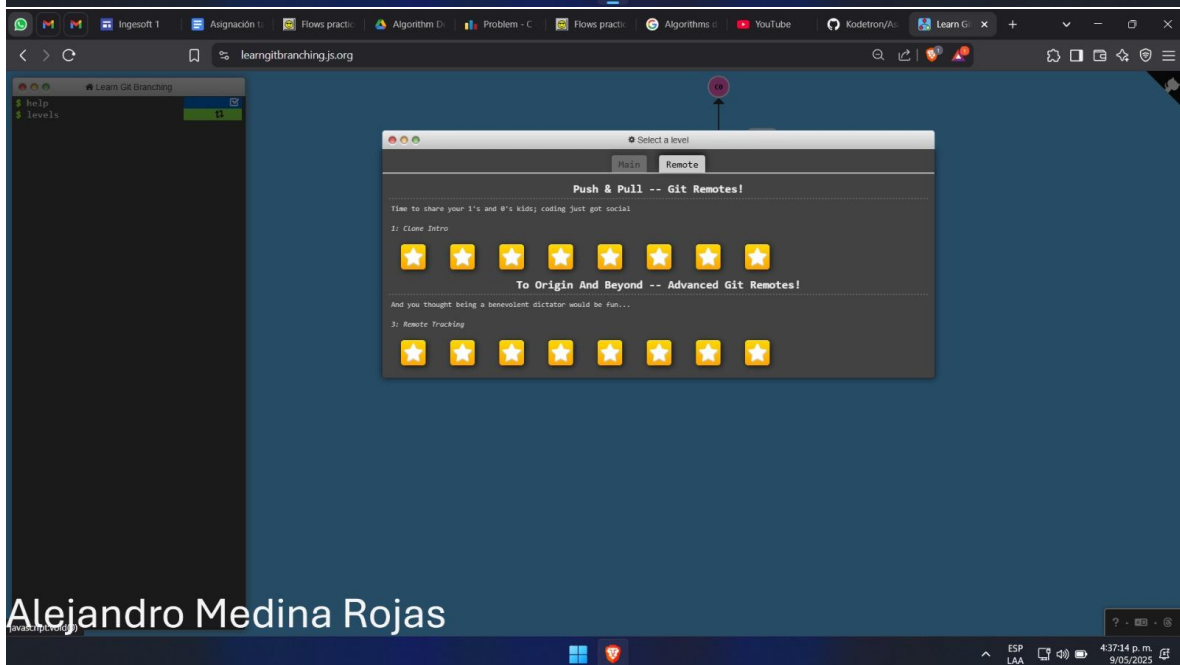 Ingesoft 1
Asignación t
Flows practic
Algorithm De
Problem - C
Flows practic
Algorithms d
YouTube
Kodetron/As
Learn Gi
learngitbranching.js.org
Learn Git Branching
$ help
$ levels
C0
Select a level
Main Remote
Push & Pull -- Git Remotes!
Time to share your 1's and 0's kids; coding just got social
1: Clone Intro
To Origin And Beyond -- Advanced Git Remotes!
And you thought being a benevolent dictator would be fun...
3: Remote Tracking
Alejandro Medina Rojas
javascript:void(0)
ESP
LAA
4:37:14 p. m.
9/05/2025